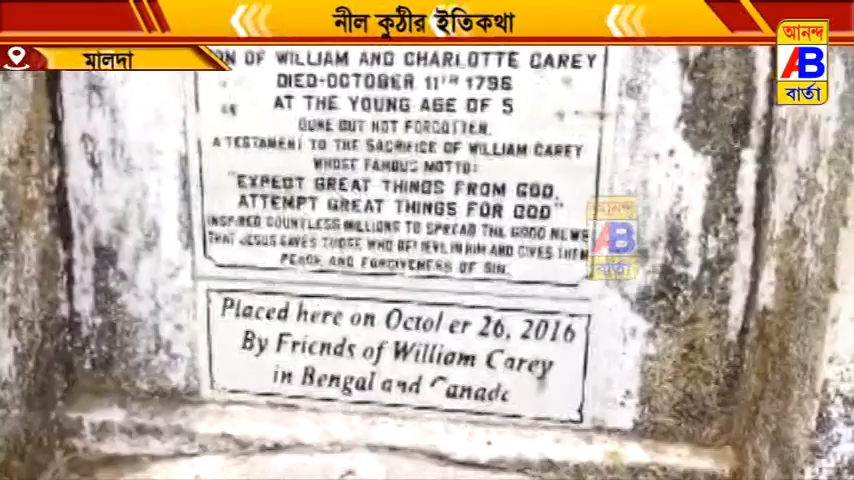 নীল কুঠীর ইতিকথা
মালদা
আনন্দ
AB
বার্তা
ON OF WILLIAM AND CHARLOTTE CAREY
DIED-OCTOBER 11TH 1796
AT THE YOUNG AGE OF 5
GONE BUT NOT FORGOTTEN.
A TESTAMENT TO THE SACRIFICE OF WILLIAM CAREY
WHOSE FAMOUS MOTTO:
"EXPECT GREAT THINGS FROM GOD,
ATTEMPT GREAT THINGS FOR GOD"
INSPIRED COUNTLESS MILLIONS TO SPREAD THE GOOD NEWS
THAT JESUS SAVES THOSE WHO BELIEVE IN HIM AND GIVES THEM
PEACE AND FORGIVENESS OF SIN.
আনন্দ
AB
বার্তা
Placed here on October 26, 2016
By Friends of William Carey
in Bengal and Canada